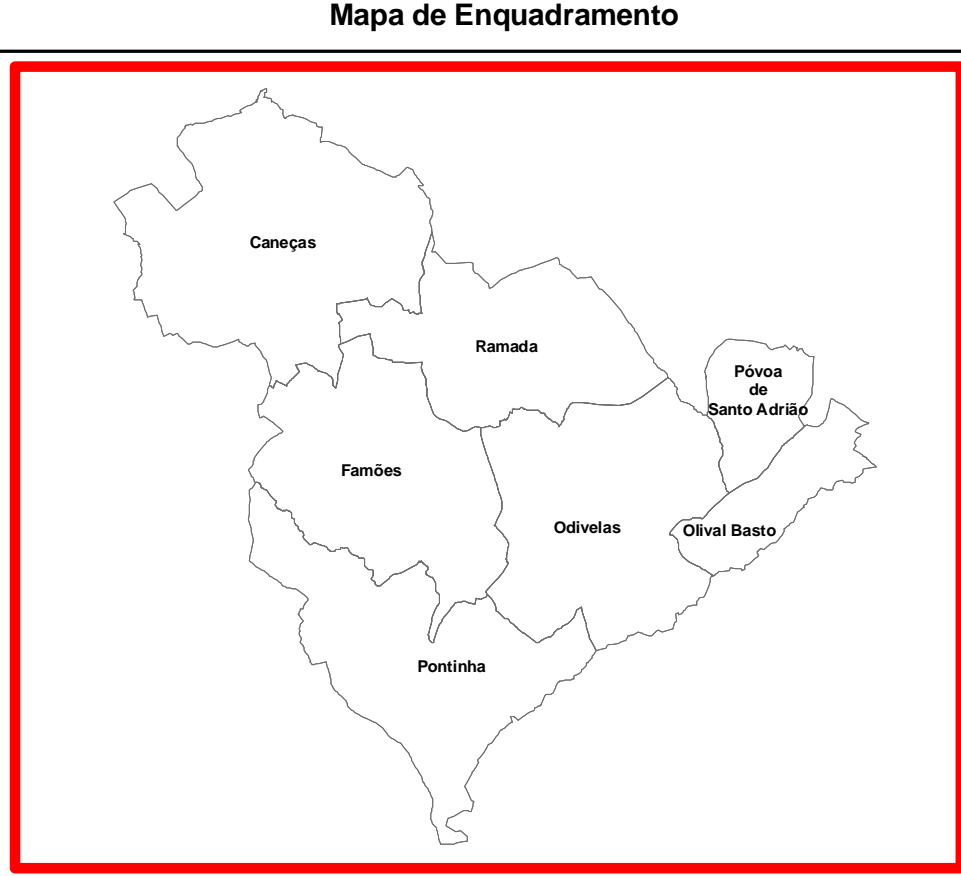 Mapa de Enquadramento
Caneças
Ramada
Póvoa
de
Santo Adrião
Famões
Odivelas
Olival Basto
Pontinha